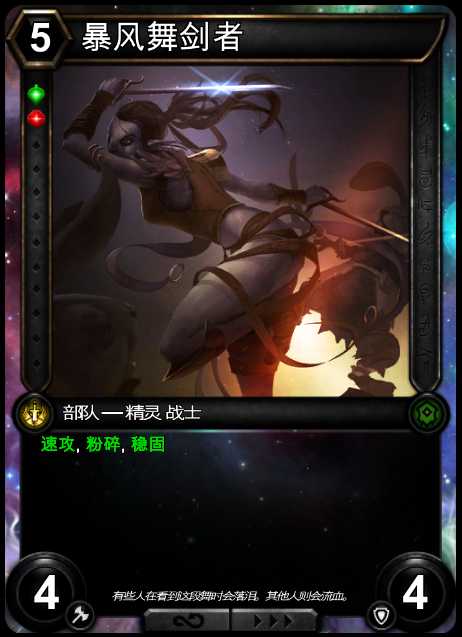 5 暴风舞剑者
部队 — 精灵 战士
速攻, 粉碎, 稳固
有些人在看到这段舞时会落泪。其他人则会流血。
4
4